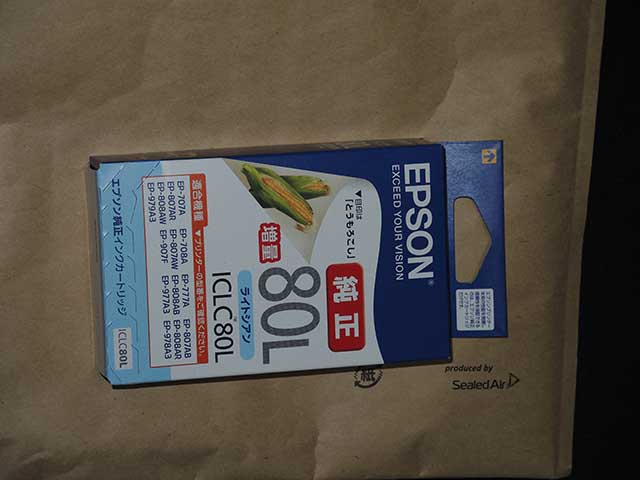 EPSON®
EXCEED YOUR VISION
純正
▼目印は
「とうもろこし」
80L
増量
ライトシアン
ICLC80L
適合機種 ▼プリンターの型番をご確認ください。
EP-707A EP-708A EP-777A EP-807AB
EP-807AR EP-807AW EP-808AB EP-808AR
EP-808AW EP-907F EP-977A3 EP-978A3
EP-979A3
エプソン純正インクカートリッジ
ICLC80L
produced by
Sealed Air